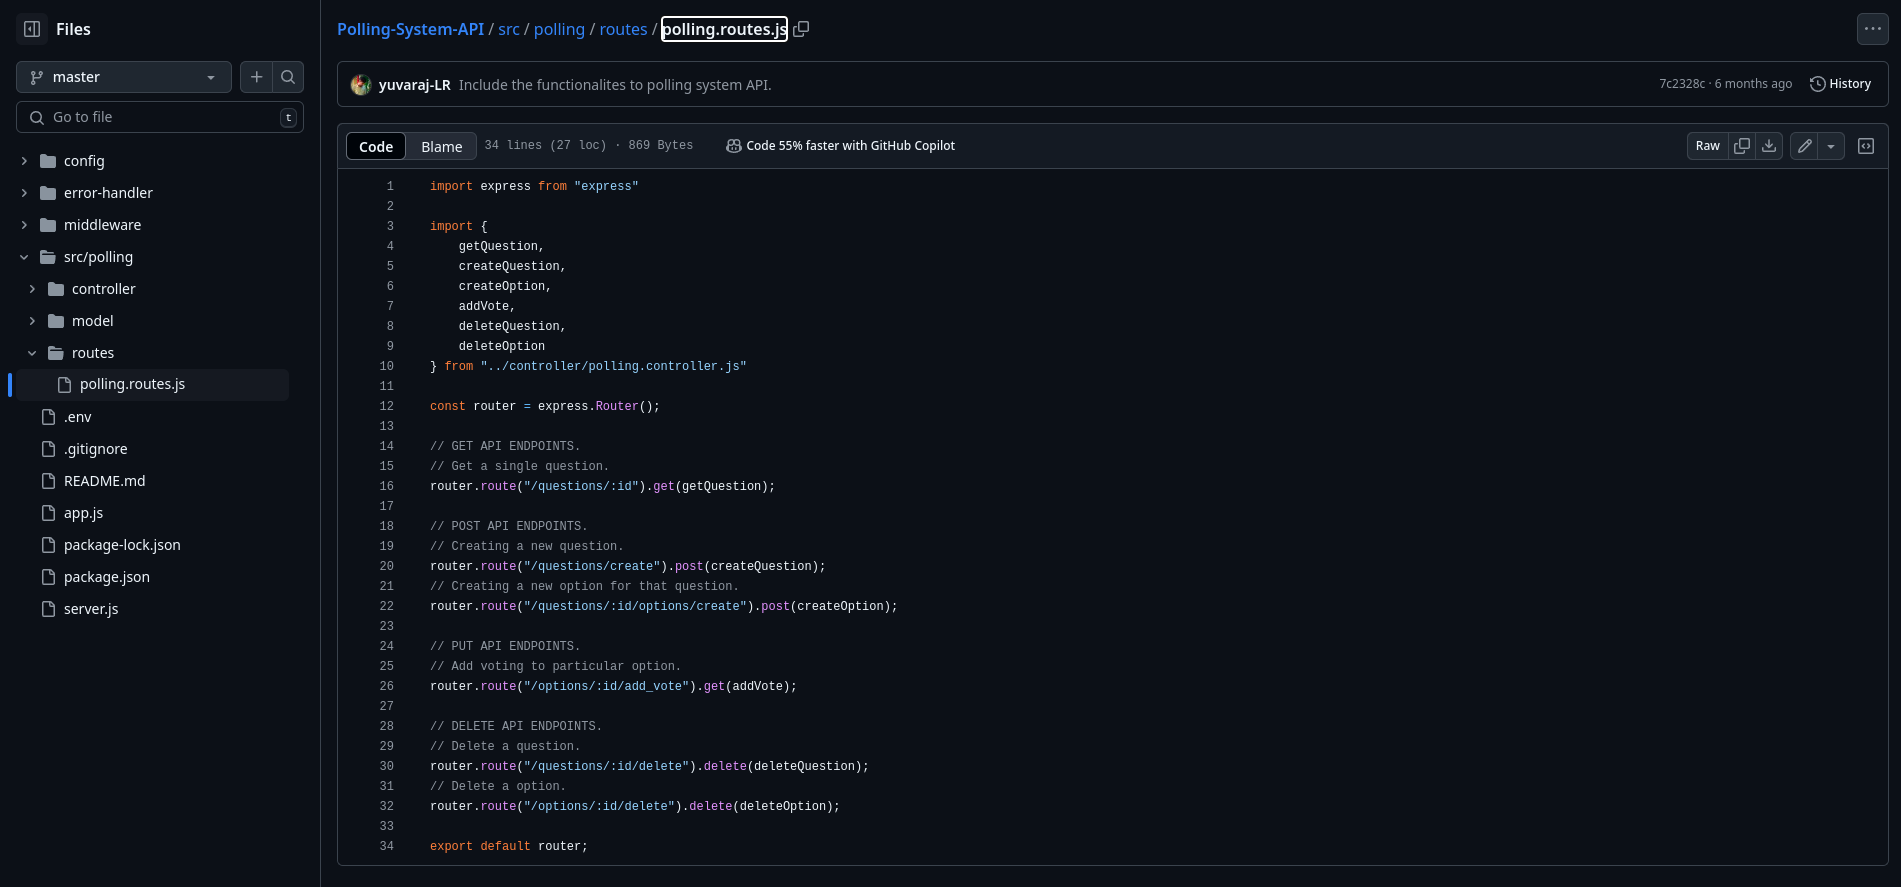 Files
master
Go to file
t
config
error-handler
middleware
src/polling
controller
model
routes
polling.routes.js
.env
.gitignore
README.md
app.js
package-lock.json
package.json
server.js
Polling-System-API / src / polling / routes / polling.routes.js
yuvaraj-LR Include the functionalites to polling system API. 7c2328c · 6 months ago History
Code Blame 34 lines (27 loc) · 869 Bytes Code 55% faster with GitHub Copilot Raw
1 import express from "express"
2
3 import {
4     getQuestion,
5     createQuestion,
6     createOption,
7     addVote,
8     deleteQuestion,
9     deleteOption
10 } from "../controller/polling.controller.js"
11
12 const router = express.Router();
13
14 // GET API ENDPOINTS.
15 // Get a single question.
16 router.route("/questions/:id").get(getQuestion);
17
18 // POST API ENDPOINTS.
19 // Creating a new question.
20 router.route("/questions/create").post(createQuestion);
21 // Creating a new option for that question.
22 router.route("/questions/:id/options/create").post(createOption);
23
24 // PUT API ENDPOINTS.
25 // Add voting to particular option.
26 router.route("/options/:id/add_vote").get(addVote);
27
28 // DELETE API ENDPOINTS.
29 // Delete a question.
30 router.route("/questions/:id/delete").delete(deleteQuestion);
31 // Delete a option.
32 router.route("/options/:id/delete").delete(deleteOption);
33
34 export default router;